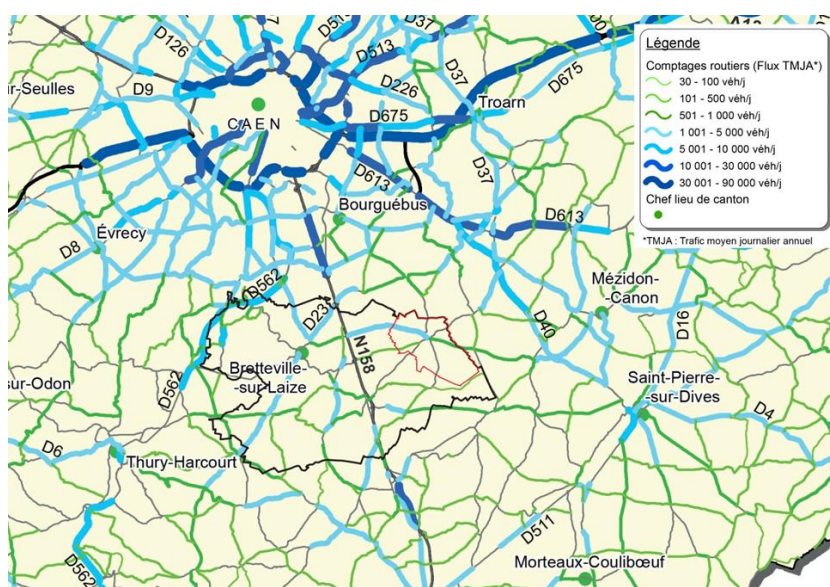 D126
D513
D37
D513
D9
D226
D37
D675
D675
Troarn
CAEN
D613
D37
Bourguébus
D613
Évrecy
D8
D562
D23
Mézidon-
Canon
D16
D40
N158
Bretteville-
-sur Laize
D562
sur-Odon
Saint-Pierre-
-sur-Dives
D4
D6
Thury-Harcourt
D511
D562
Morteaux-Coulibœuf
Légende
Comptages routiers (Flux TMJA*)
30 - 100 véh/j
101 - 500 véh/j
501 - 1 000 véh/j
1 001 - 5 000 véh/j
5 001 - 10 000 véh/j
10 001 - 30 000 véh/j
30 001 - 90 000 véh/j
Chef lieu de canton
*TMJA : Trafic moyen journalier annuel